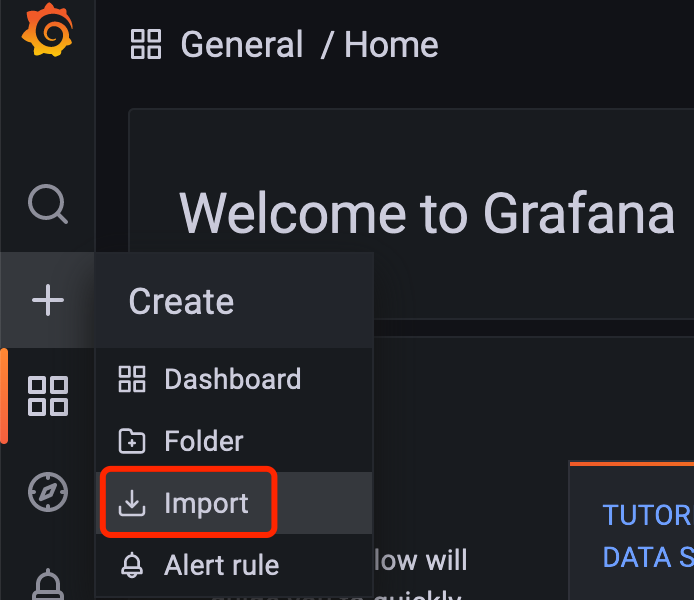 General / Home
Welcome to Grafana
Create
Dashboard
Folder
Import
Alert rule
low will
TUTOR
DATA S